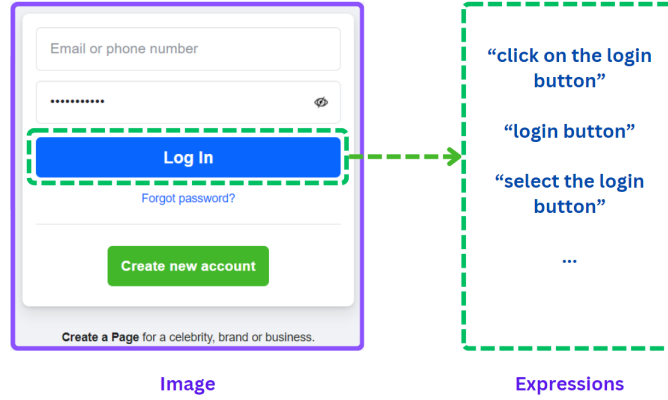 Email or phone number
•••••••••••
Log In
Forgot password?
Create new account
Create a Page for a celebrity, brand or business.
Image
“click on the login
button”
“login button”
“select the login
button”
...
Expressions